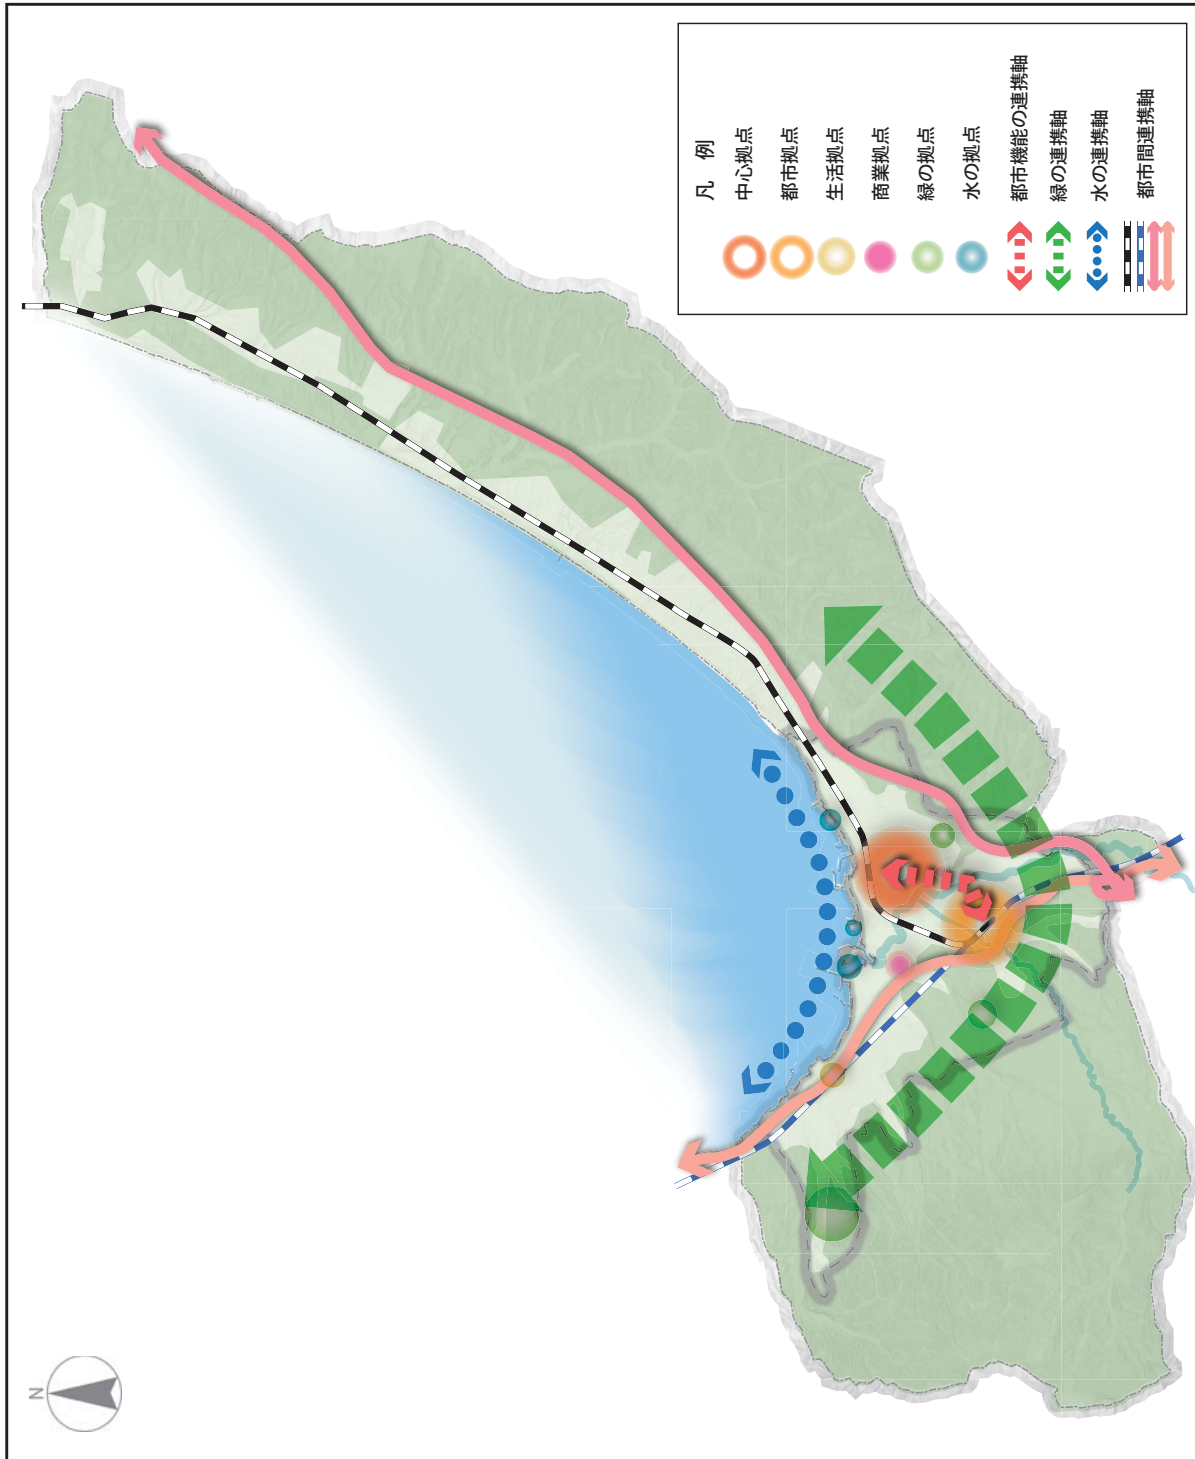 凡 例
中心拠点
都市拠点
生活拠点
商業拠点
緑の拠点
水の拠点
都市機能の連携軸
緑の連携軸
水の連携軸
都市間連携軸
N